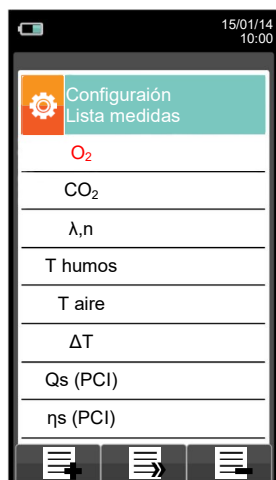 15/01/14
10:00
Configuraión
Lista medidas
O₂
CO₂
λ,n
T humos
T aire
ΔT
Qs (PCI)
ηs (PCI)